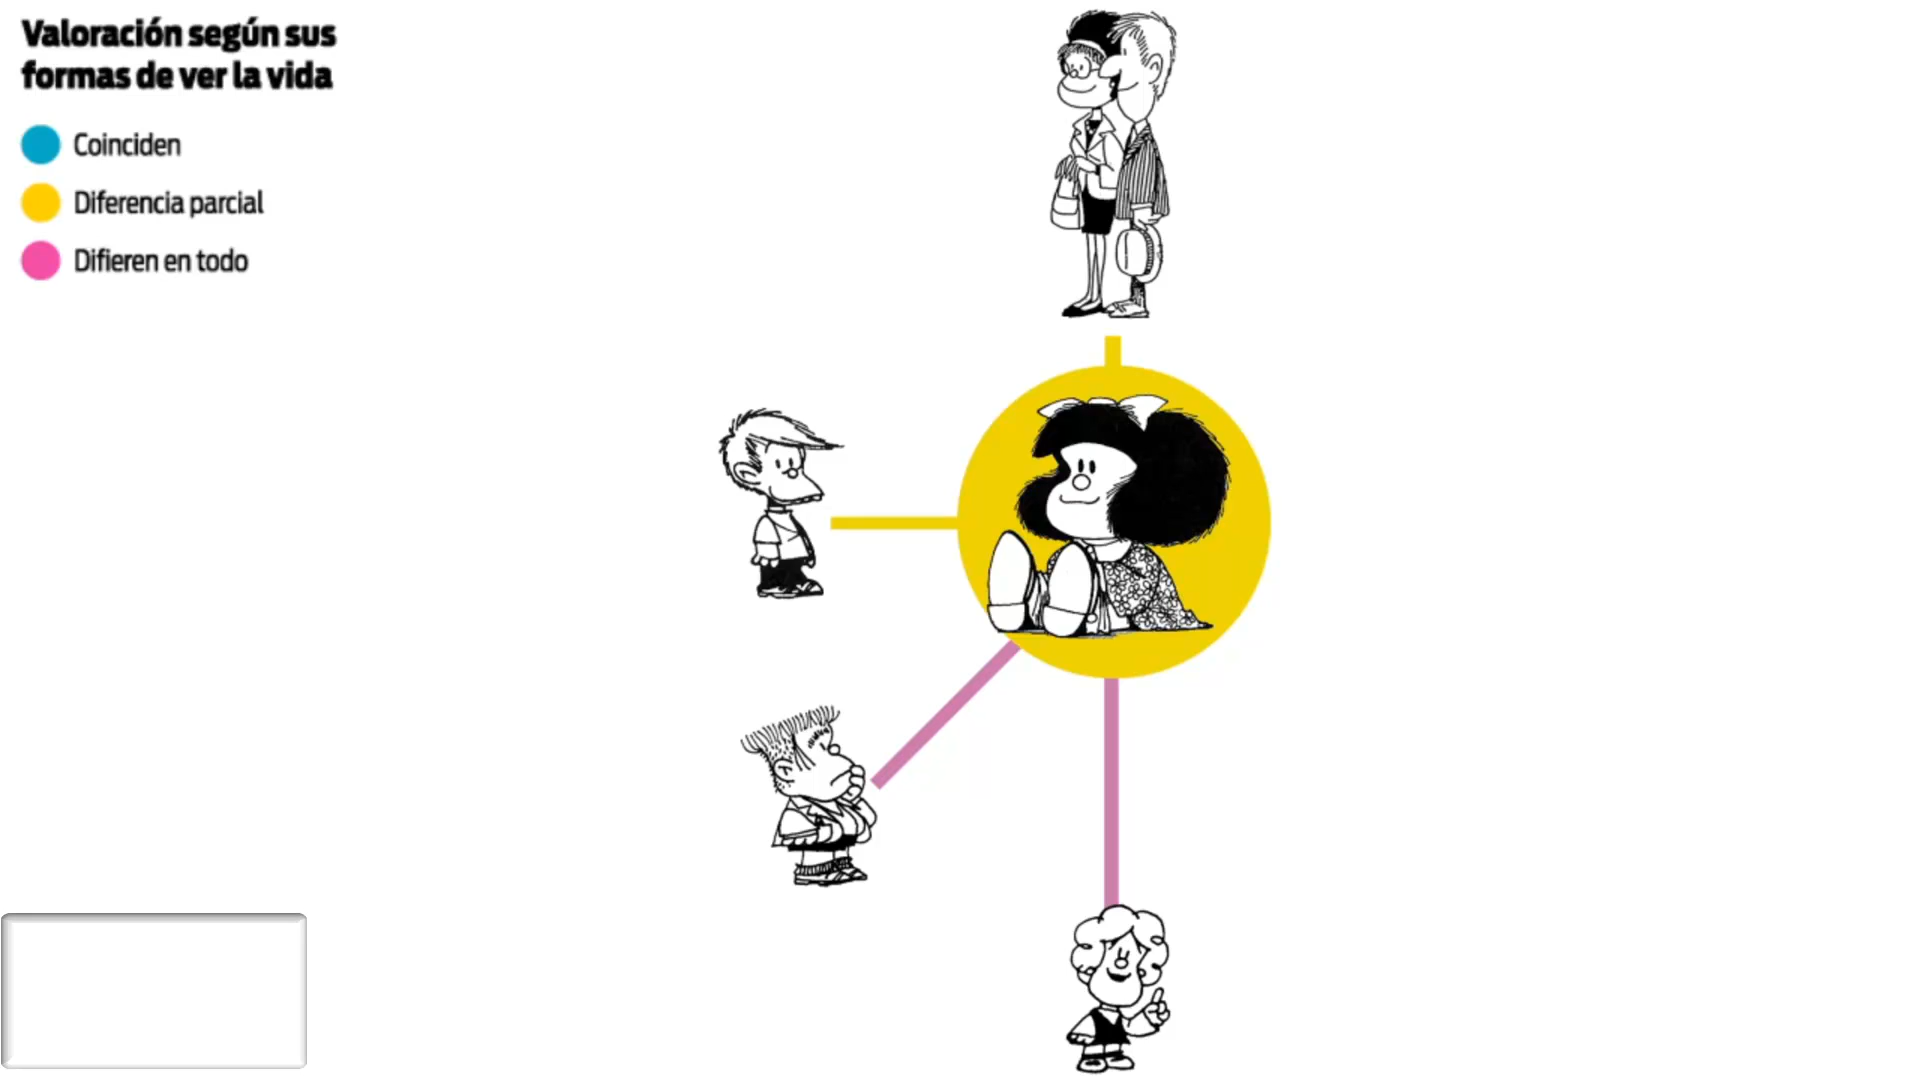 Valoración según sus
formas de ver la vida
Coinciden
Diferencia parcial
Difieren en todo